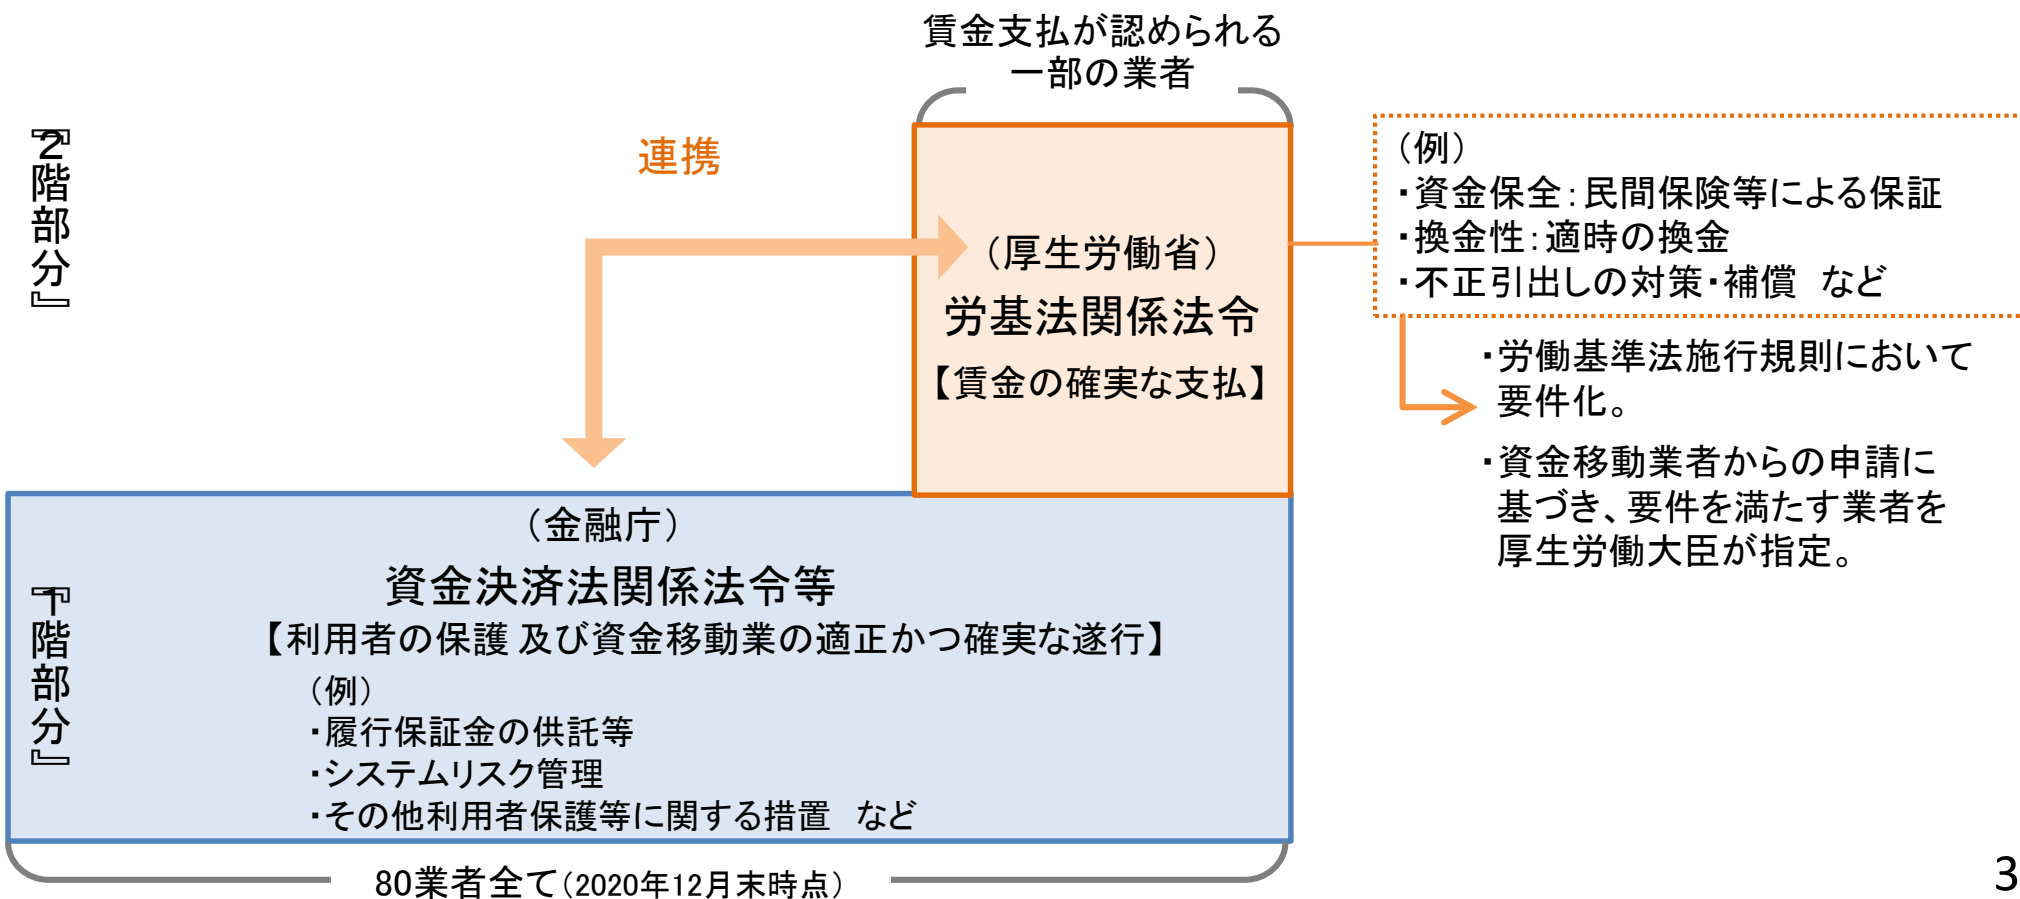 賃金支払が認められる
一部の業者
『2階部分』
連携
（厚生労働省）
労基法関係法令
【賃金の確実な支払】
（例）
・資金保全：民間保険等による保証
・換金性：適時の換金
・不正引出しの対策・補償　など
・労働基準法施行規則において
要件化。
・資金移動業者からの申請に
基づき、要件を満たす業者を
厚生労働大臣が指定。
『1階部分』
（金融庁）
資金決済法関係法令等
【利用者の保護 及び資金移動業の適正かつ確実な遂行】
（例）
・履行保証金の供託等
・システムリスク管理
・その他利用者保護等に関する措置　など
80業者全て（2020年12月末時点）
3